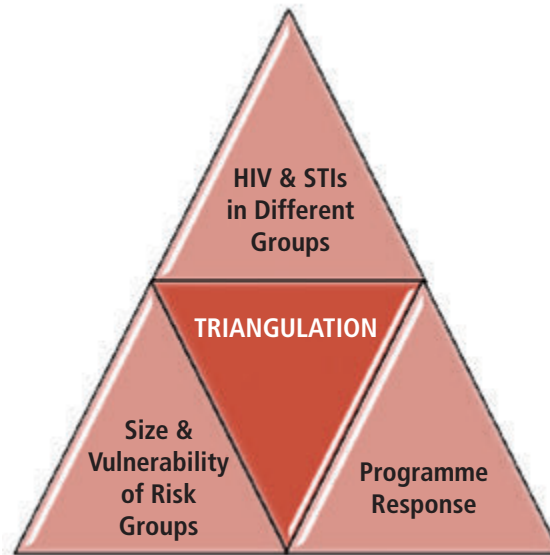 HIV & STIs
in Different
Groups
TRIANGULATION
Size &
Vulnerability
of Risk
Groups
Programme
Response